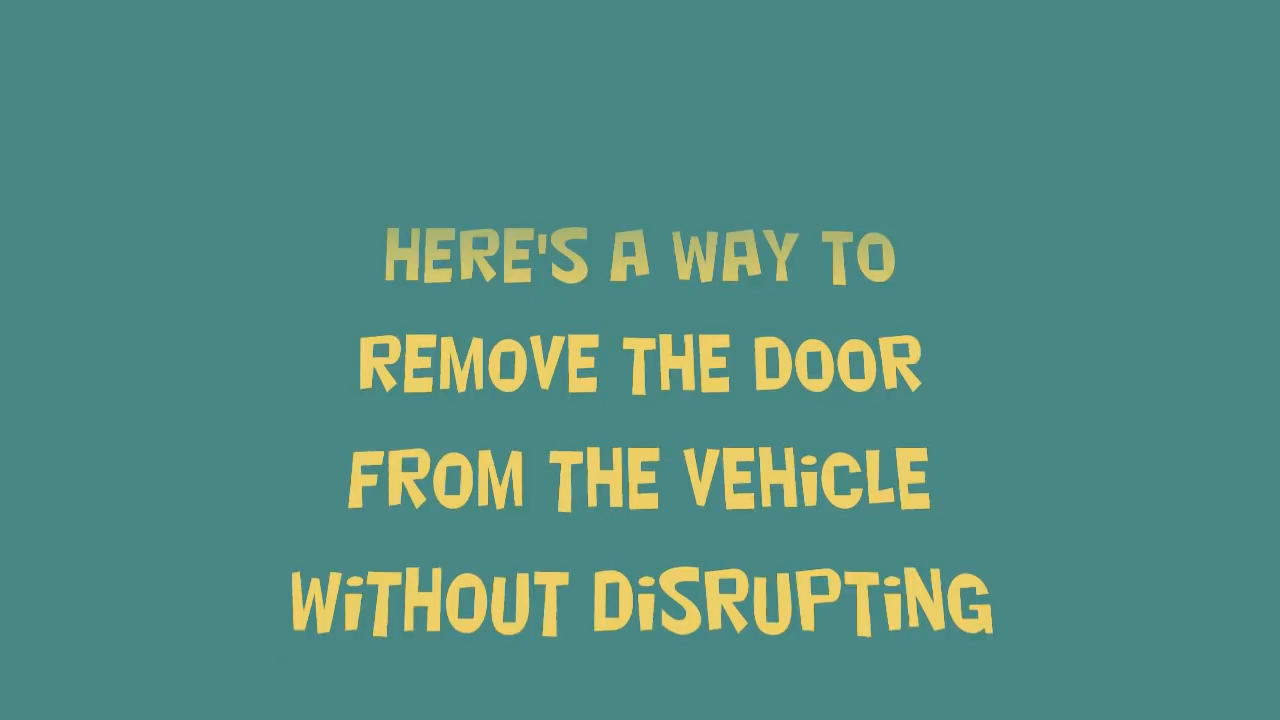 HERE'S A WAY TO
REMOVE THE DOOR
FROM THE VEHiCLE
WiTHOUT DiSRUPTiNG